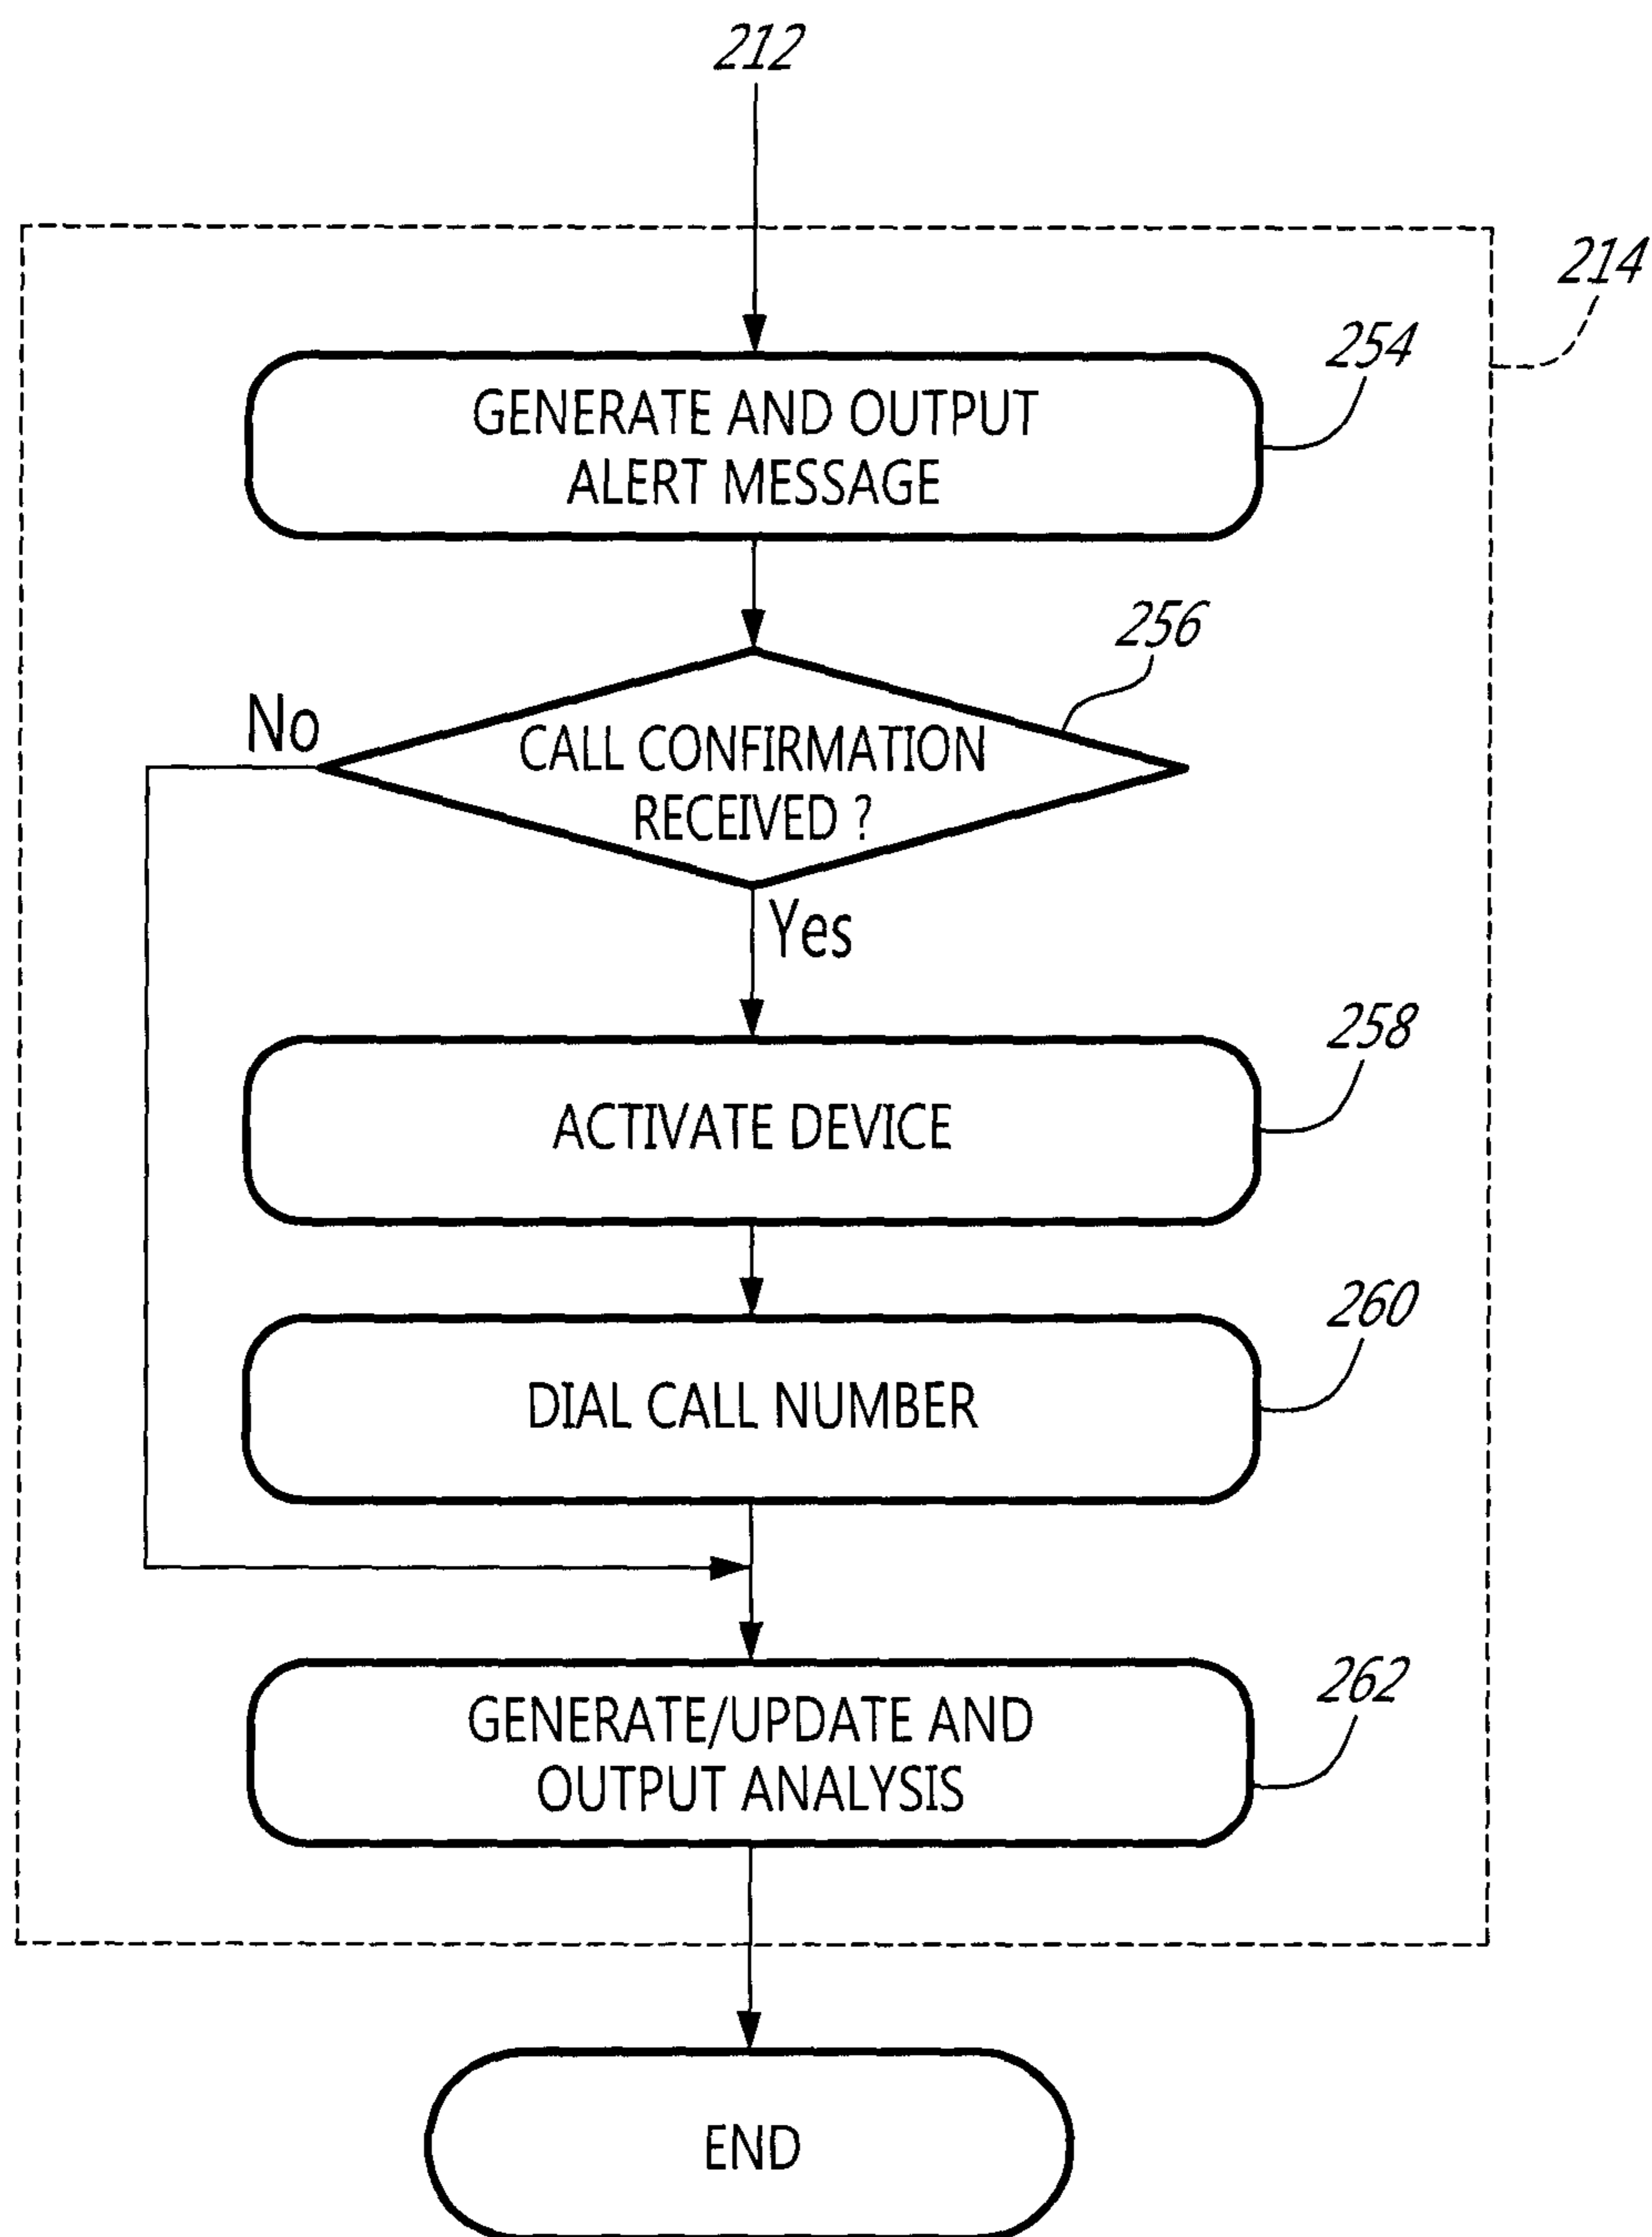 212
214
254
GENERATE AND OUTPUT
ALERT MESSAGE
256
No
CALL CONFIRMATION
RECEIVED ?
Yes
258
ACTIVATE DEVICE
260
DIAL CALL NUMBER
262
GENERATE/UPDATE AND
OUTPUT ANALYSIS
END